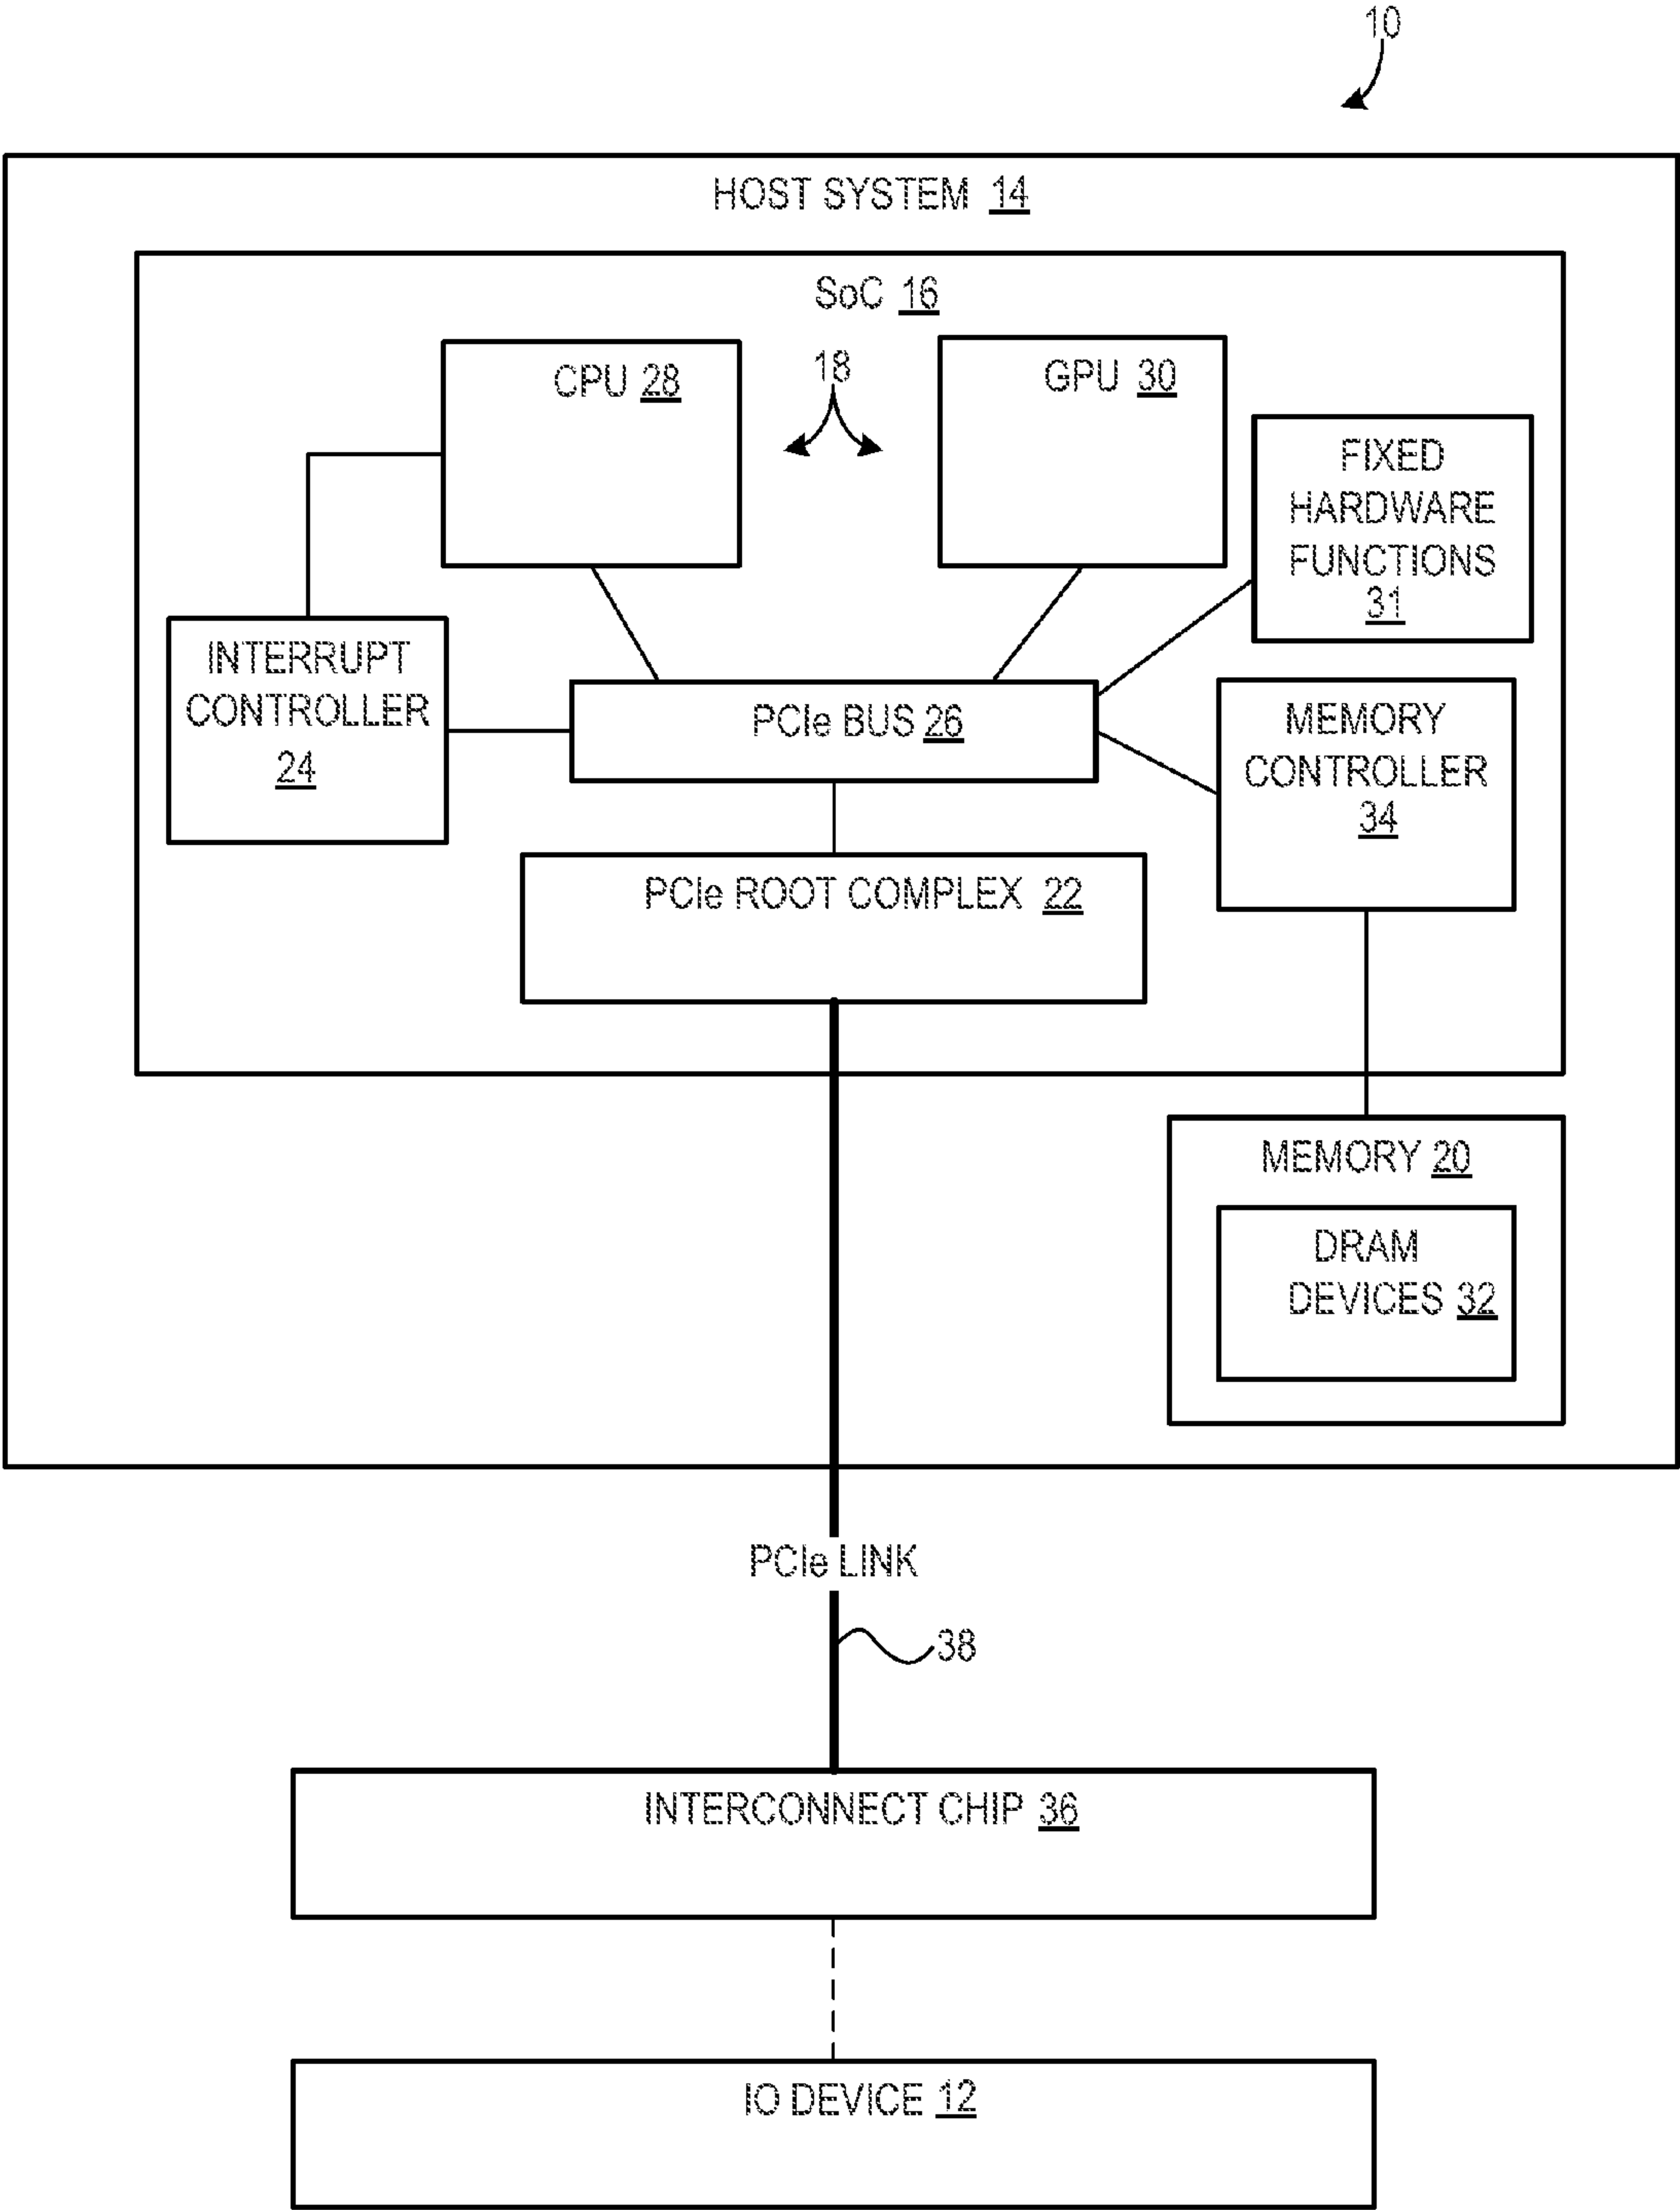 10
HOST SYSTEM 14
SoC 16
CPU 28
18
GPU 30
FIXED
HARDWARE
FUNCTIONS
31
INTERRUPT
CONTROLLER
24
PCIe BUS 26
MEMORY
CONTROLLER
34
PCIe ROOT COMPLEX 22
MEMORY 20
DRAM
DEVICES 32
PCIe LINK
38
INTERCONNECT CHIP 36
IO DEVICE 12